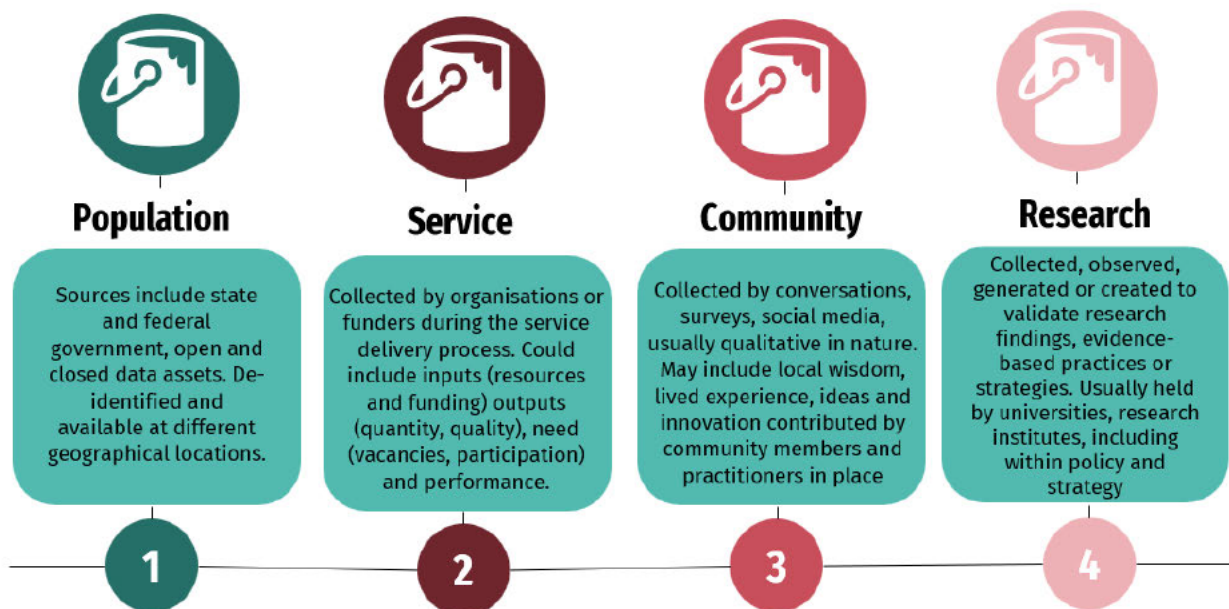 Population
Sources include state
and federal
government, open and
closed data assets. De-
identified and
available at different
geographical locations.
1
Service
Collected by organisations or
funders during the service
delivery process. Could
include inputs (resources
and funding) outputs
(quantity, quality), need
(vacancies, participation)
and performance.
2
Community
Collected by conversations,
surveys, social media,
usually qualitative in nature.
May include local wisdom,
lived experience, ideas and
innovation contributed by
community members and
practitioners in place
3
Research
Collected, observed,
generated or created to
validate research
findings, evidence-
based practices or
strategies. Usually held
by universities, research
institutes, including
within policy and
strategy
4